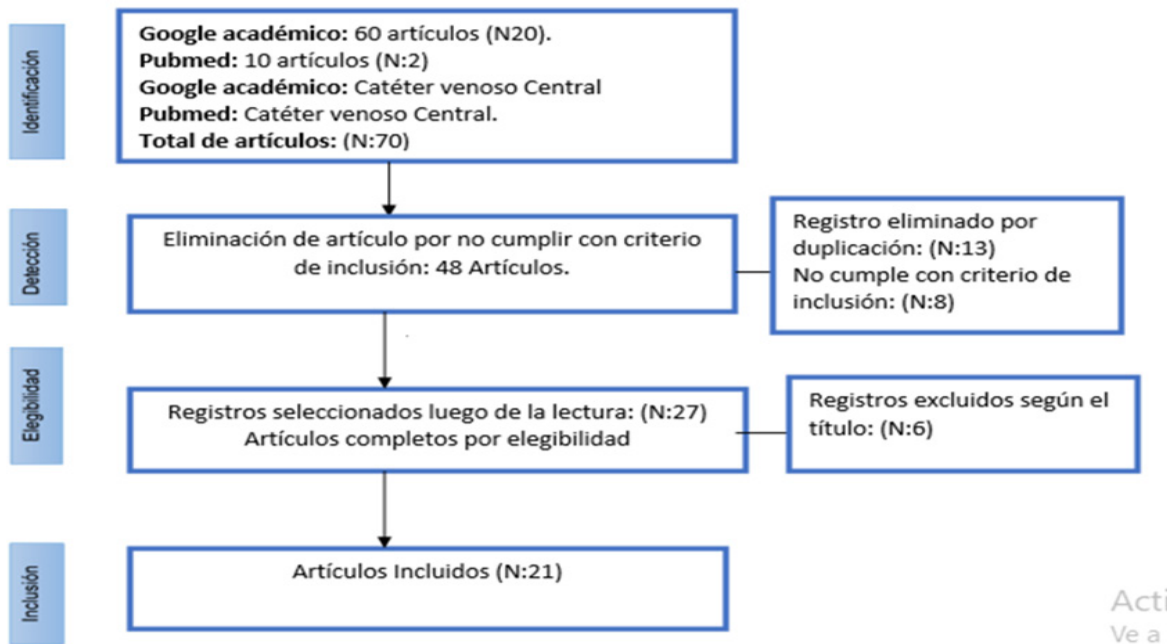 Identificación
Google académico: 60 artículos (N20).
Pubmed: 10 artículos (N:2)
Google académico: Catéter venoso Central
Pubmed: Catéter venoso Central.
Total de artículos: (N:70)
Detección
Eliminación de artículo por no cumplir con criterio
de inclusión: 48 Artículos.
Registro eliminado por
duplicación: (N:13)
No cumple con criterio de
inclusión: (N:8)
Elegibilidad
Registros seleccionados luego de la lectura: (N:27)
Artículos completos por elegibilidad
Registros excluidos según el
título: (N:6)
Inclusión
Artículos Incluidos (N:21)
Acti
Ve a